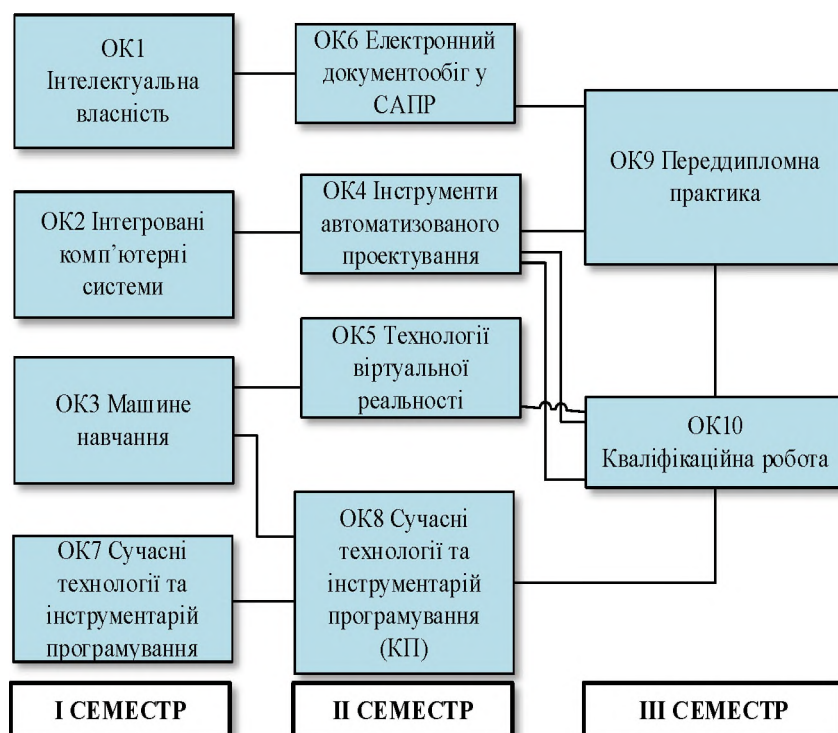 ОК1
Інтелектуальна
власність
ОК6 Електронний
документообіг у
САПР
ОК9 Переддипломна
практика
ОК2 Інтегровані
комп’ютерні
системи
ОК4 Інструменти
автоматизованого
проектування
ОК3 Машине
навчання
ОК5 Технології
віртуальної
реальності
ОК10
Кваліфікаційна робота
ОК7 Сучасні
технології та
інструментарій
програмування
ОК8 Сучасні
технології та
інструментарій
програмування
(КП)
І СЕМЕСТР
ІІ СЕМЕСТР
ІІІ СЕМЕСТР